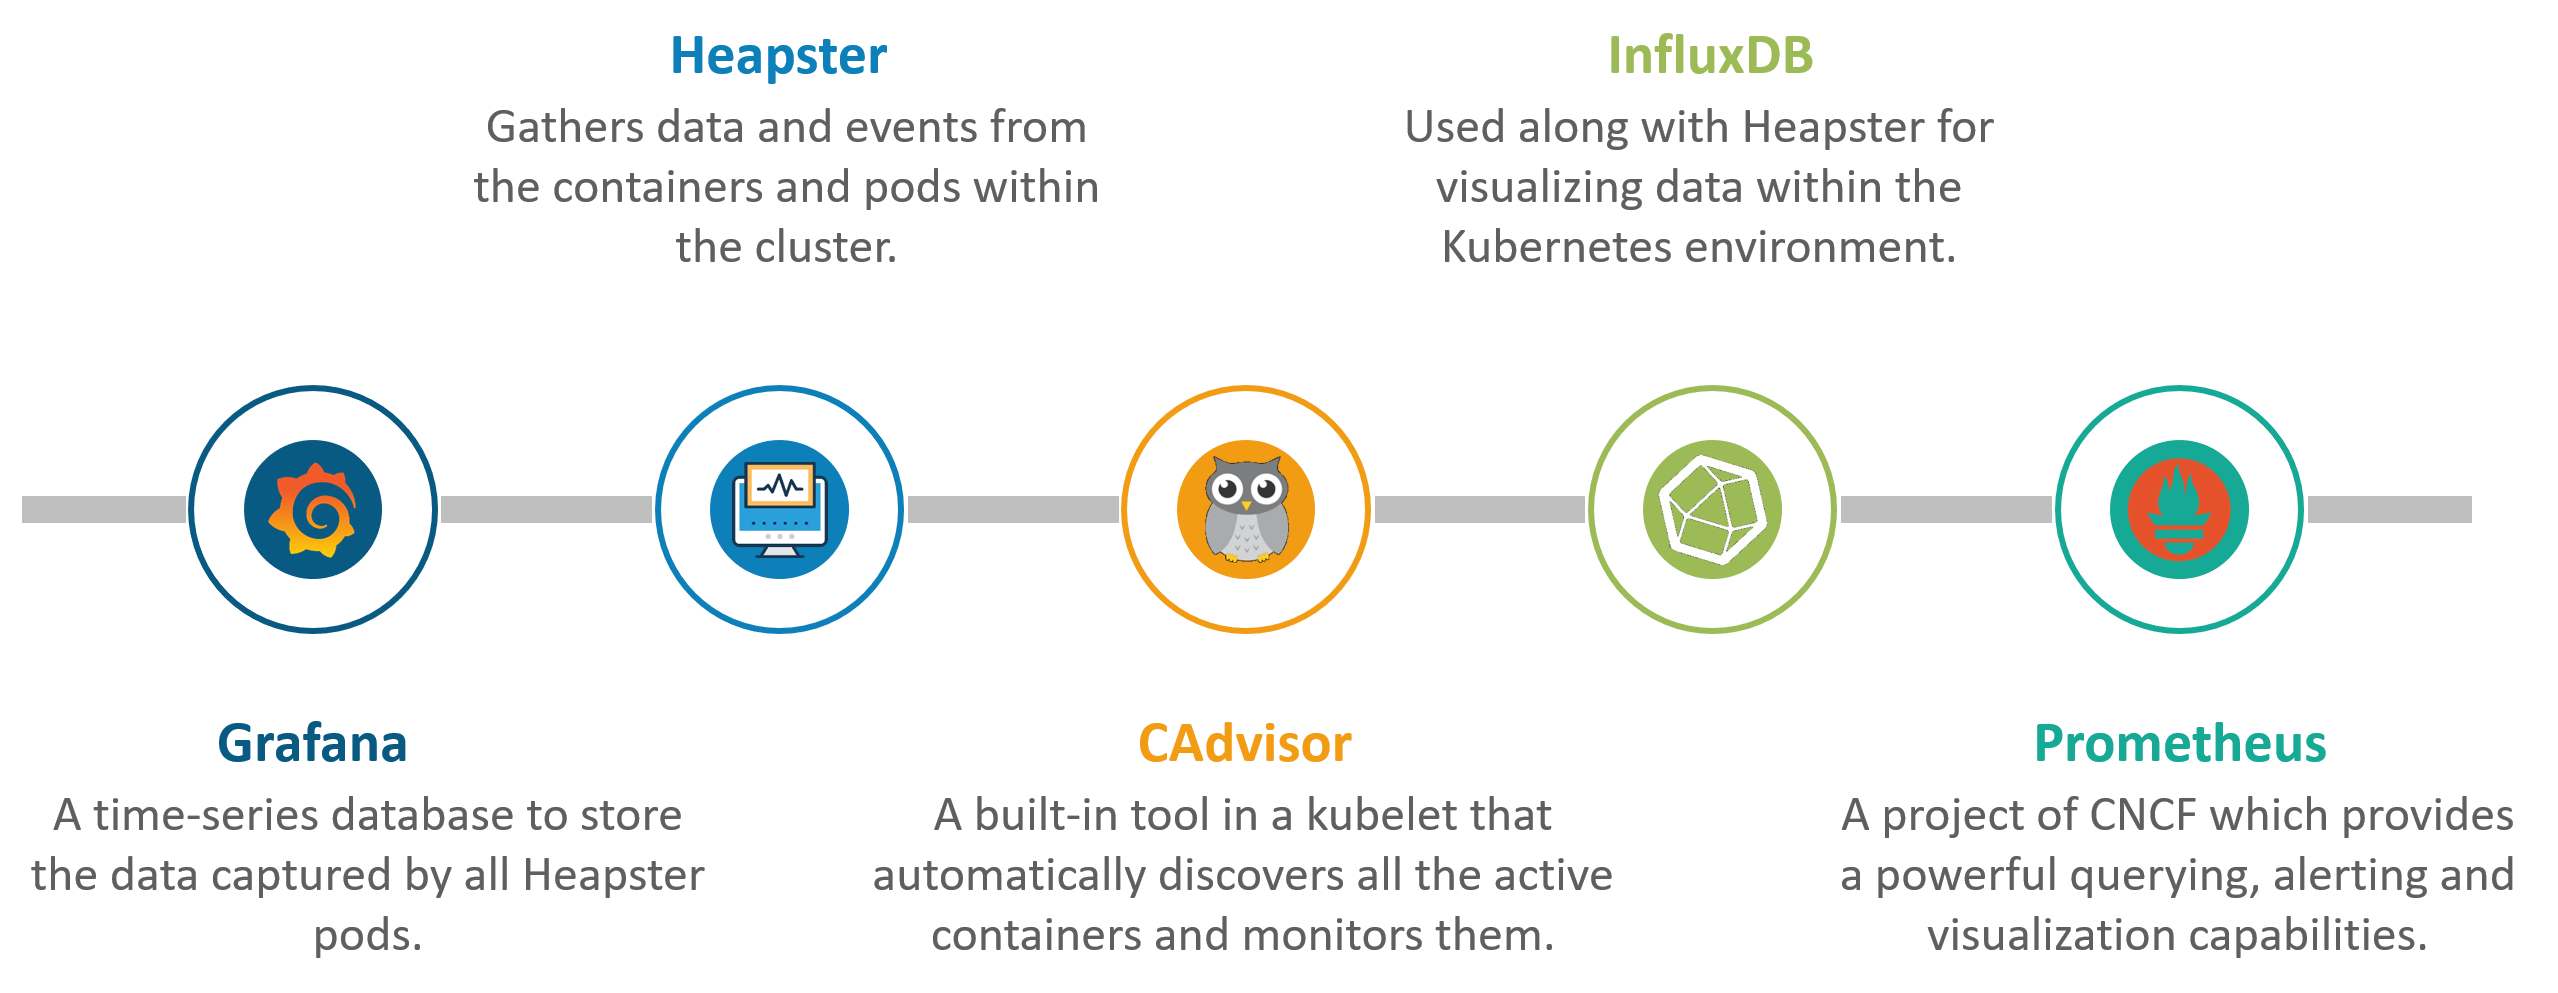 Heapster
Gathers data and events from
the containers and pods within
the cluster.
InfluxDB
Used along with Heapster for
visualizing data within the
Kubernetes environment.
Grafana
A time-series database to store
the data captured by all Heapster
pods.
CAdvisor
A built-in tool in a kubelet that
automatically discovers all the active
containers and monitors them.
Prometheus
A project of CNCF which provides
a powerful querying, alerting and
visualization capabilities.